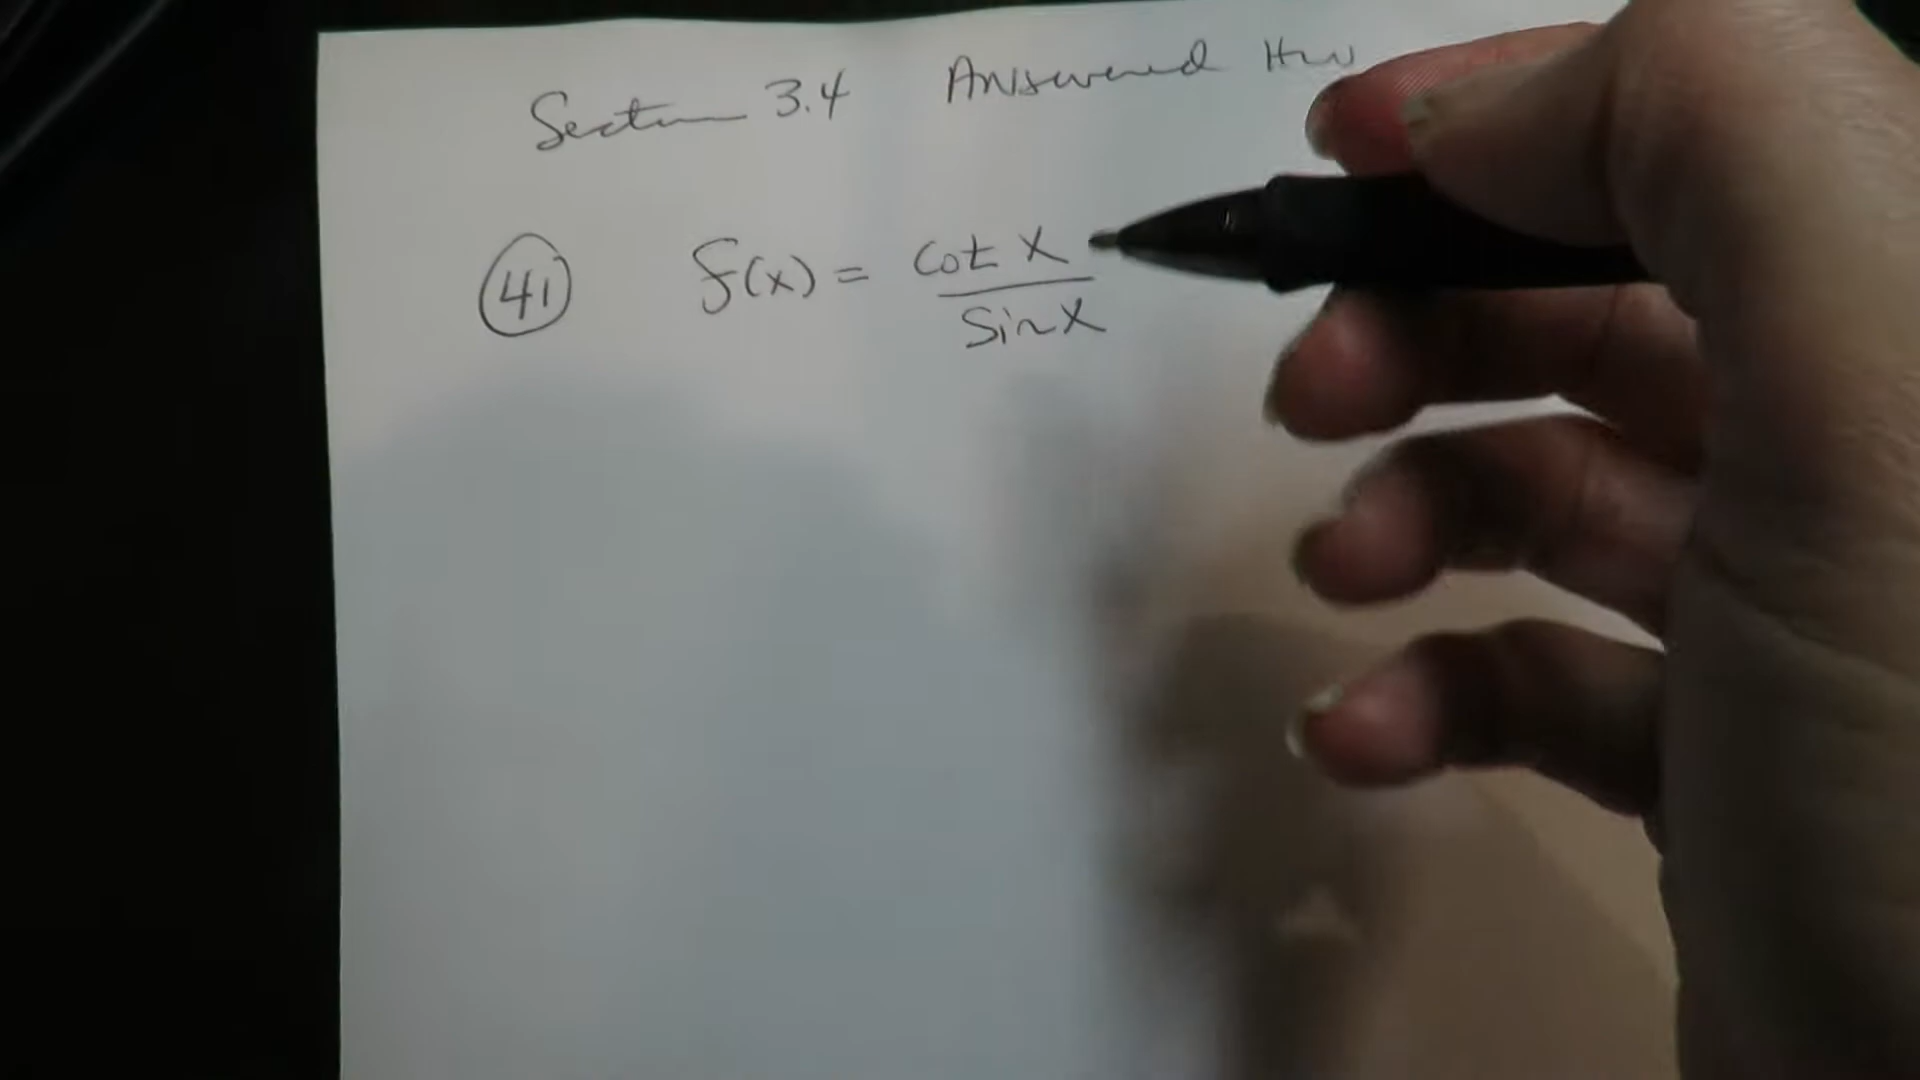 Section 3.4 Answered Hw
41 f(x) = cot x / sin x